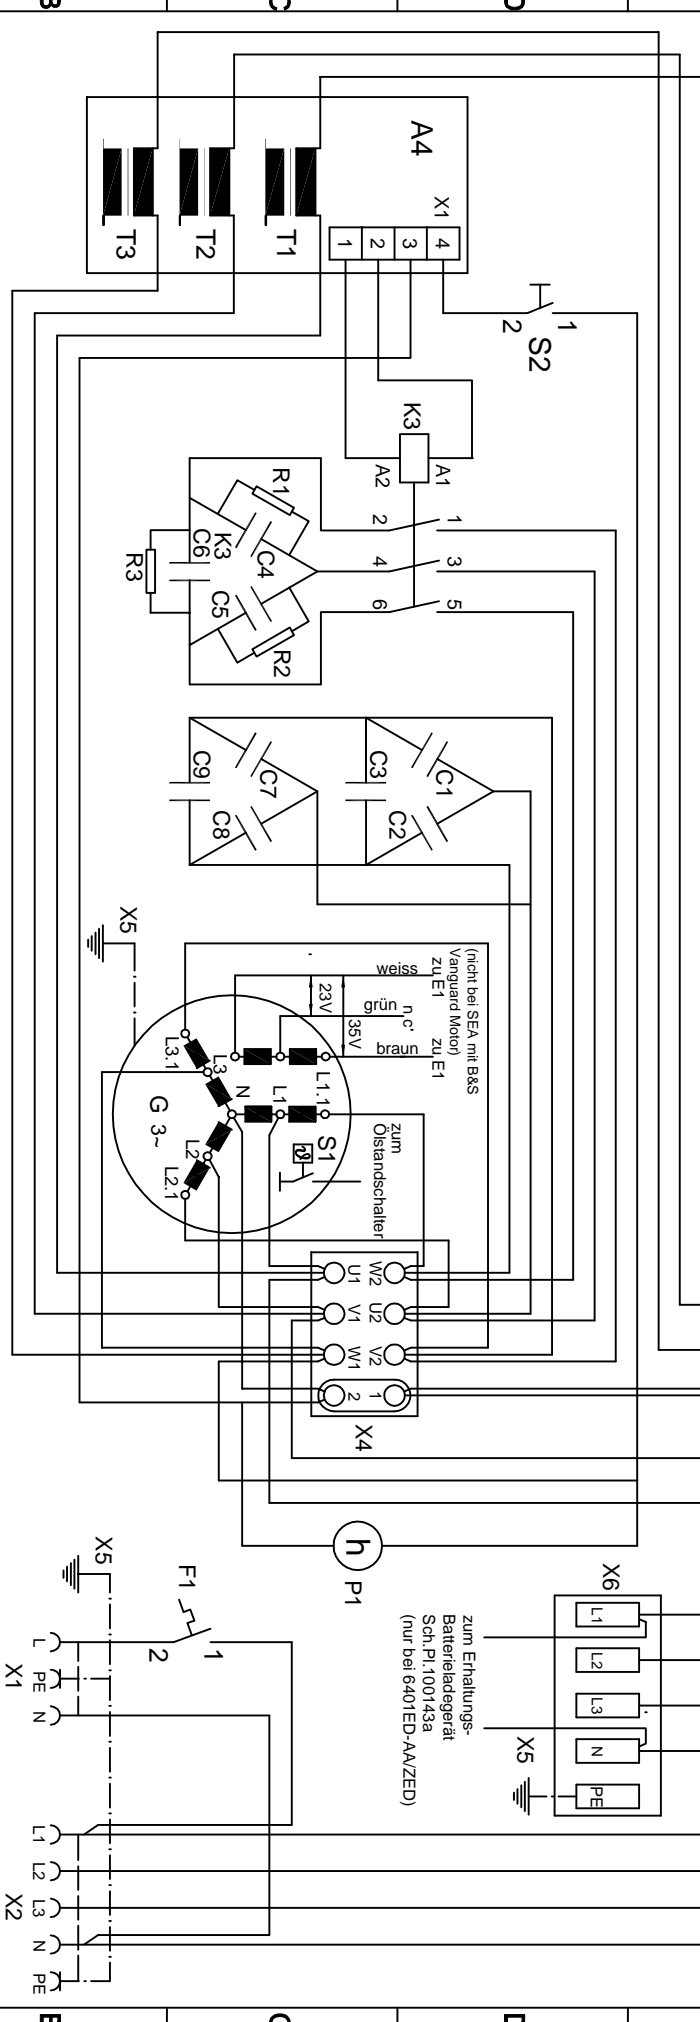 B
C
D
A4
X1
1
2
3
4
T3
T2
T1
1
2
S2
K3
A2
A1
R1
2
1
C6
K3
C4
4
3
R3
C5
6
5
R2
C9
C7
C3
C1
C8
C2
X5
(nicht bei SEA mit B&S
Vanguard Motor)
zu E1
zu E1
weiss
grün
n c'
braun
23V
35V
L3.1
L3
N
L1
L1.1
G
3~
L2
L2.1
S1
zum
Ölstandschalter
U1
W2
V1
U2
W1
V2
2
1
X4
h
P1
X5
F1
2
1
L
PE
N
X1
X6
L1
L2
L3
N
PE
zum Erhaltungs-
Batterieladegerät
Sch.Pl.100143a
(nur bei 6401ED-AA/ZED)
X5
L1
L2
L3
N
PE
X2
C
D